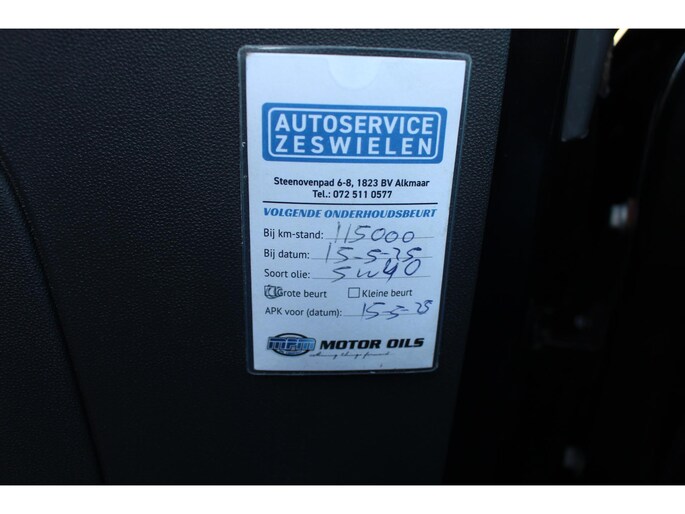 AUTOSERVICE
ZESWIELEN
Steenovenpad 6-8, 1823 BV Alkmaar
Tel.: 072 511 0577
VOLGENDE ONDERHOUDSBEURT
Bij km-stand: 115000
Bij datum: 15-5-25
Soort olie: 5w40
Grote beurt Kleine beurt
APK voor (datum): 15-5-25
MOTOR OILS